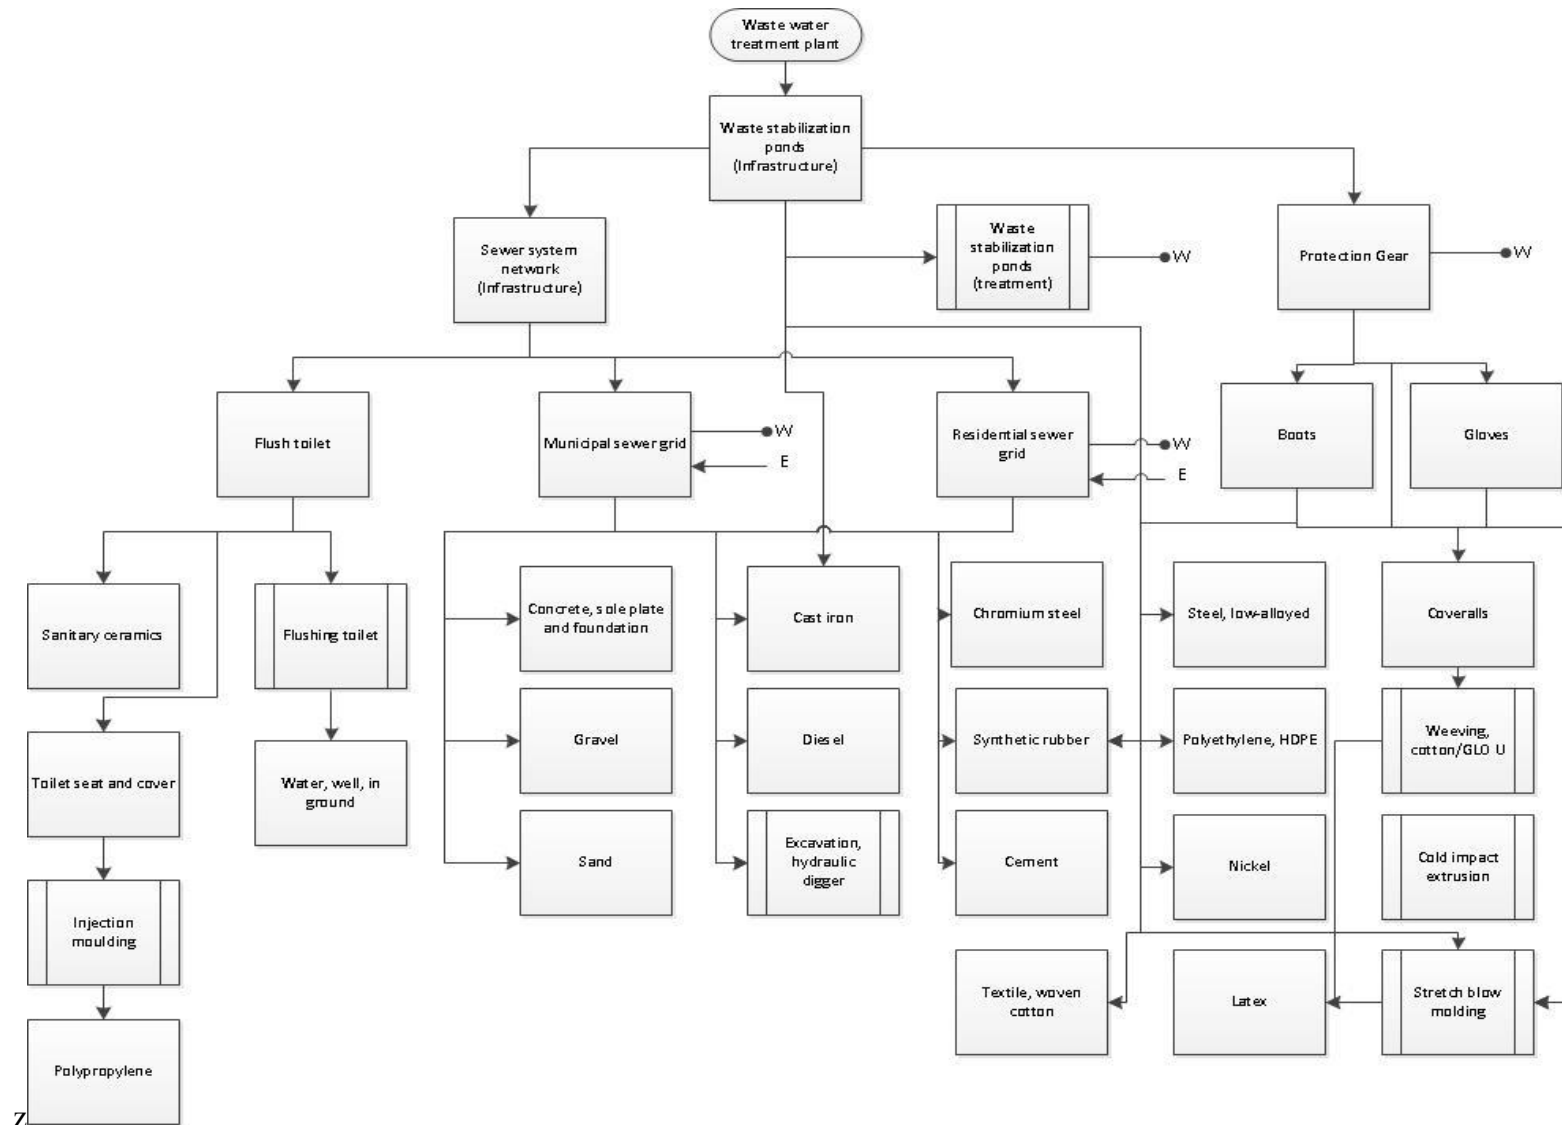 Waste water
treatment plant
Waste stabilization
ponds
(Infrastructure)
Sewer system
network
(Infrastructure)
Waste
stabilization
ponds
(treatment)
W
Protection Gear
W
Flush toilet
Municipal sewer grid
W
E
Residential sewer
grid
W
E
Boots
Gloves
Sanitary ceramics
Flushing toilet
Concrete, sole plate
and foundation
Cast iron
Chromium steel
Steel, low-alloyed
Coveralls
Toilet seat and cover
Water, well, in
ground
Gravel
Diesel
Synthetic rubber
Polyethylene, HDPE
Weeving,
cotton/GLO U
Injection
moulding
Sand
Excavation,
hydraulic
digger
Cement
Nickel
Cold impact
extrusion
Polypropylene
Textile, woven
cotton
Latex
Stretch blow
molding
Z